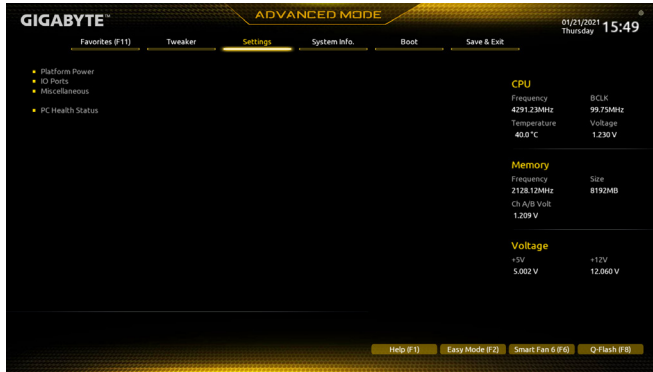 GIGABYTE™
ADVANCED MODE
01/21/2021
Thursday
15:49
Favorites (F11) Tweaker Settings System Info. Boot Save & Exit
Platform Power
IO Ports
Miscellaneous
PC Health Status
CPU
Frequency BCLK
4291.23MHz 99.75MHz
Temperature Voltage
40.0 °C 1.230 V
Memory
Frequency Size
2128.12MHz 8192MB
Ch A/B Volt
1.209 V
Voltage
+5V +12V
5.002 V 12.060 V
Help (F1) Easy Mode (F2) Smart Fan 6 (F6) Q-Flash (F8)